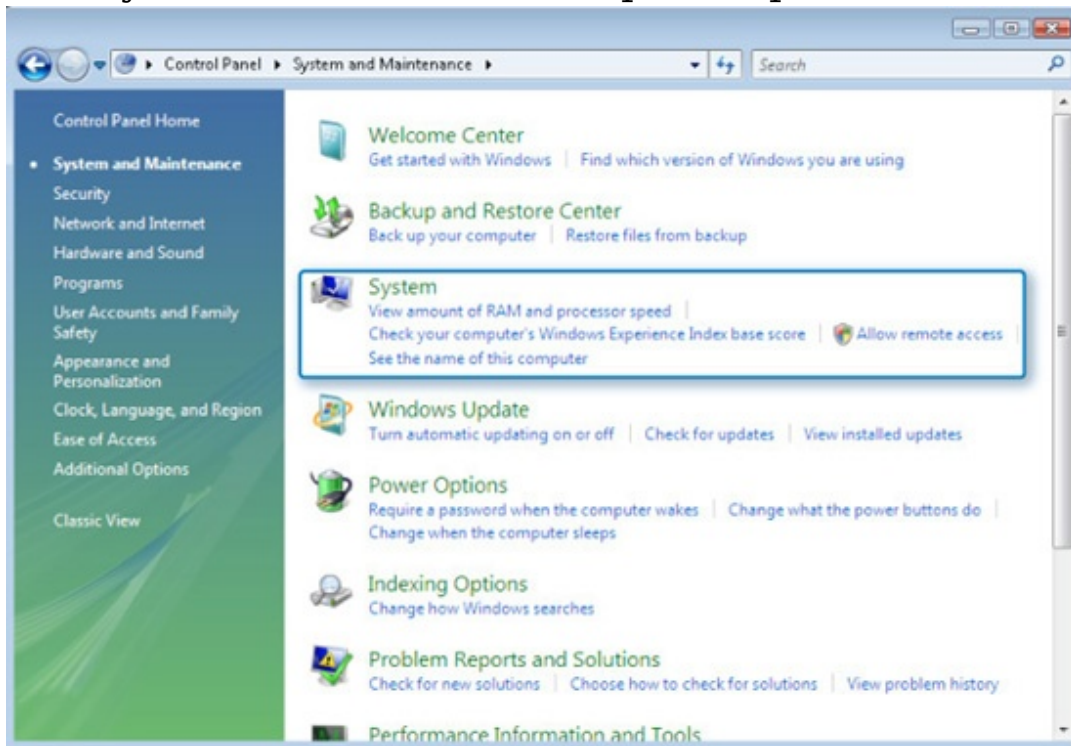 Control Panel ▸ System and Maintenance ▸ Search
Control Panel Home
• System and Maintenance
Security
Network and Internet
Hardware and Sound
Programs
User Accounts and Family
Safety
Appearance and
Personalization
Clock, Language, and Region
Ease of Access
Additional Options
Classic View
Welcome Center
Get started with Windows | Find which version of Windows you are using
Backup and Restore Center
Back up your computer | Restore files from backup
System
View amount of RAM and processor speed |
Check your computer's Windows Experience Index base score | Allow remote access |
See the name of this computer
Windows Update
Turn automatic updating on or off | Check for updates | View installed updates
Power Options
Require a password when the computer wakes | Change what the power buttons do |
Change when the computer sleeps
Indexing Options
Change how Windows searches
Problem Reports and Solutions
Check for new solutions | Choose how to check for solutions | View problem history
Performance Information and Tools